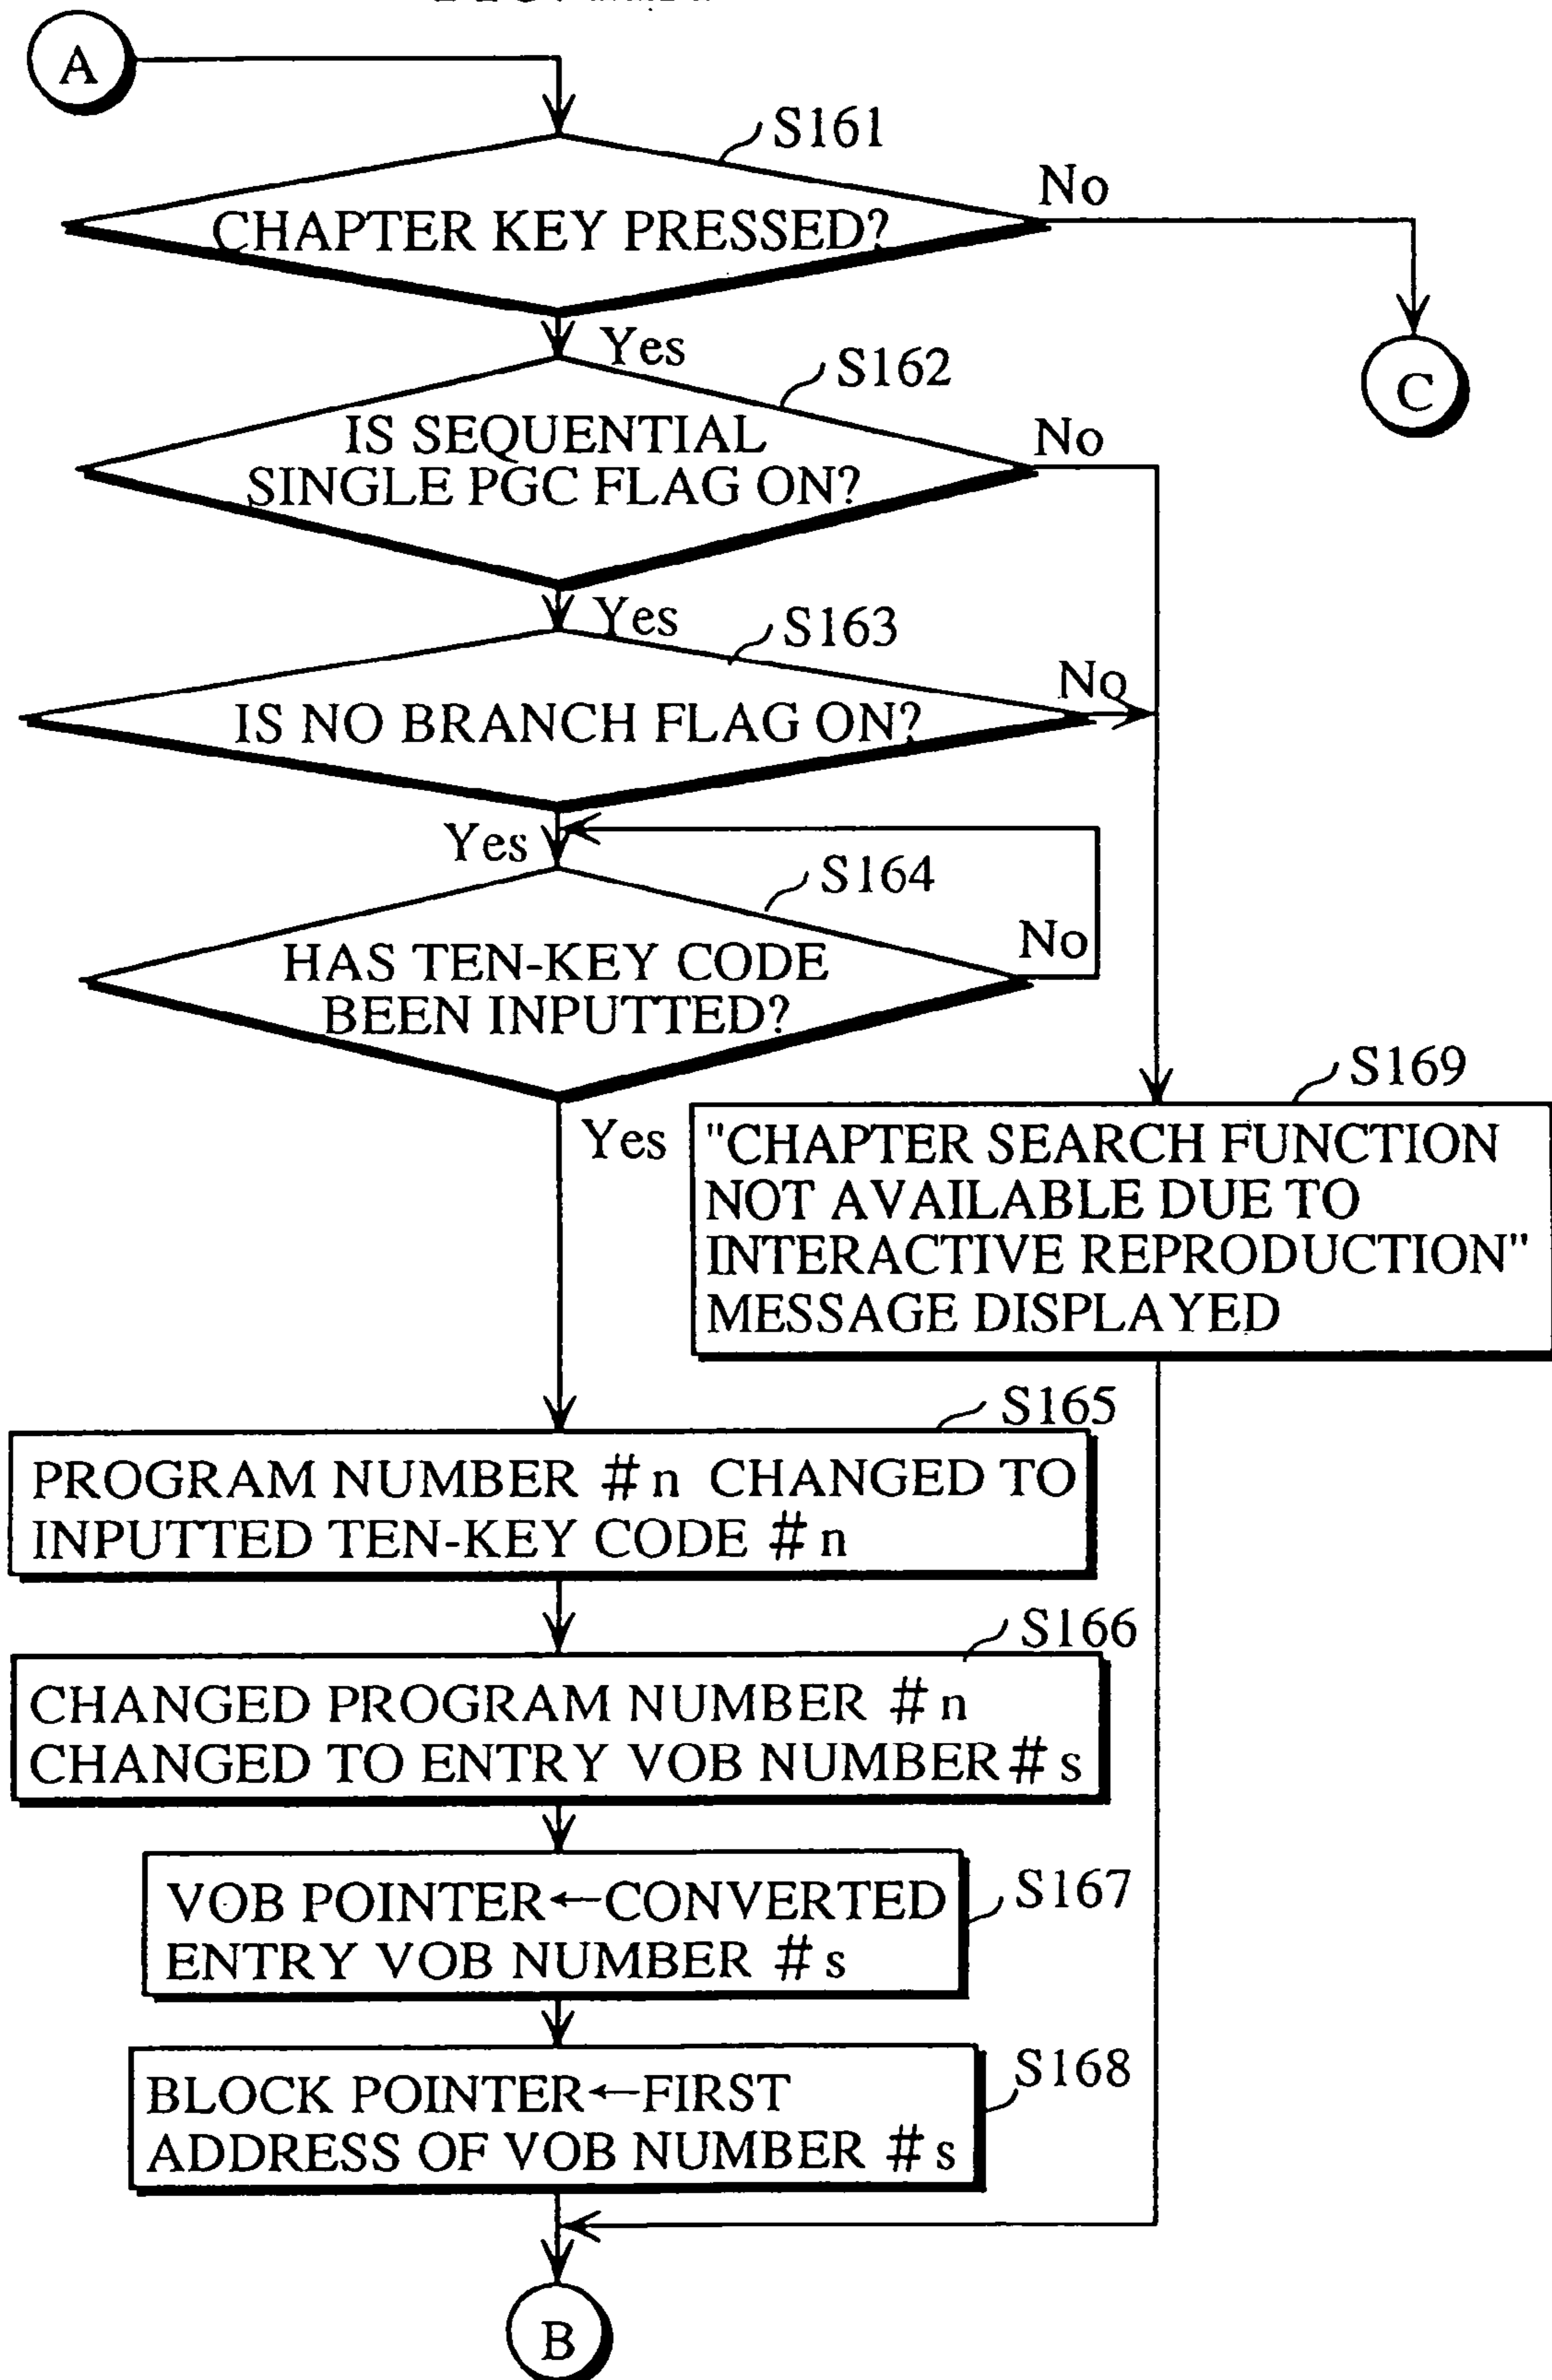 A
S161
CHAPTER KEY PRESSED?
No
Yes
C
S162
IS SEQUENTIAL
SINGLE PGC FLAG ON?
No
Yes
S163
IS NO BRANCH FLAG ON?
No
Yes
S164
HAS TEN-KEY CODE
BEEN INPUTTED?
No
Yes
S169
"CHAPTER SEARCH FUNCTION
NOT AVAILABLE DUE TO
INTERACTIVE REPRODUCTION"
MESSAGE DISPLAYED
S165
PROGRAM NUMBER #n CHANGED TO
INPUTTED TEN-KEY CODE #n
S166
CHANGED PROGRAM NUMBER #n
CHANGED TO ENTRY VOB NUMBER #s
S167
VOB POINTER←CONVERTED
ENTRY VOB NUMBER #s
S168
BLOCK POINTER←FIRST
ADDRESS OF VOB NUMBER #s
B